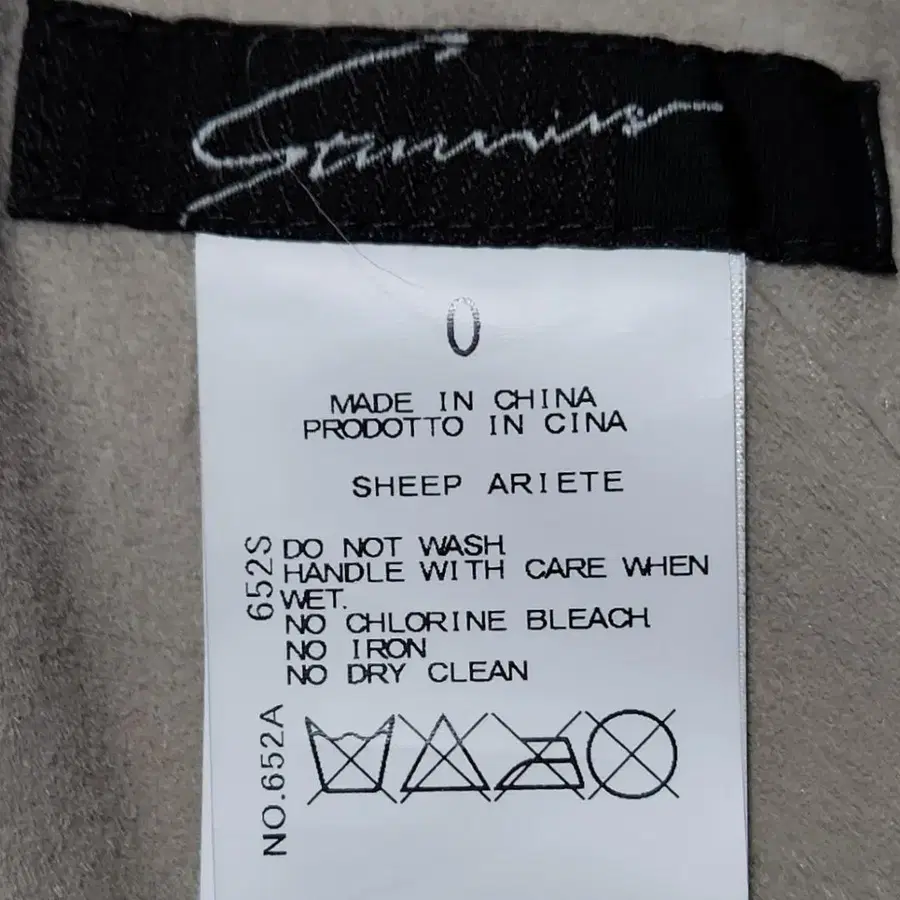 0
MADE IN CHINA
PRODOTTO IN CINA
SHEEP ARIETE
652S
DO NOT WASH
HANDLE WITH CARE WHEN
WET.
NO CHLORINE BLEACH
NO IRON
NO DRY CLEAN
NO.652A